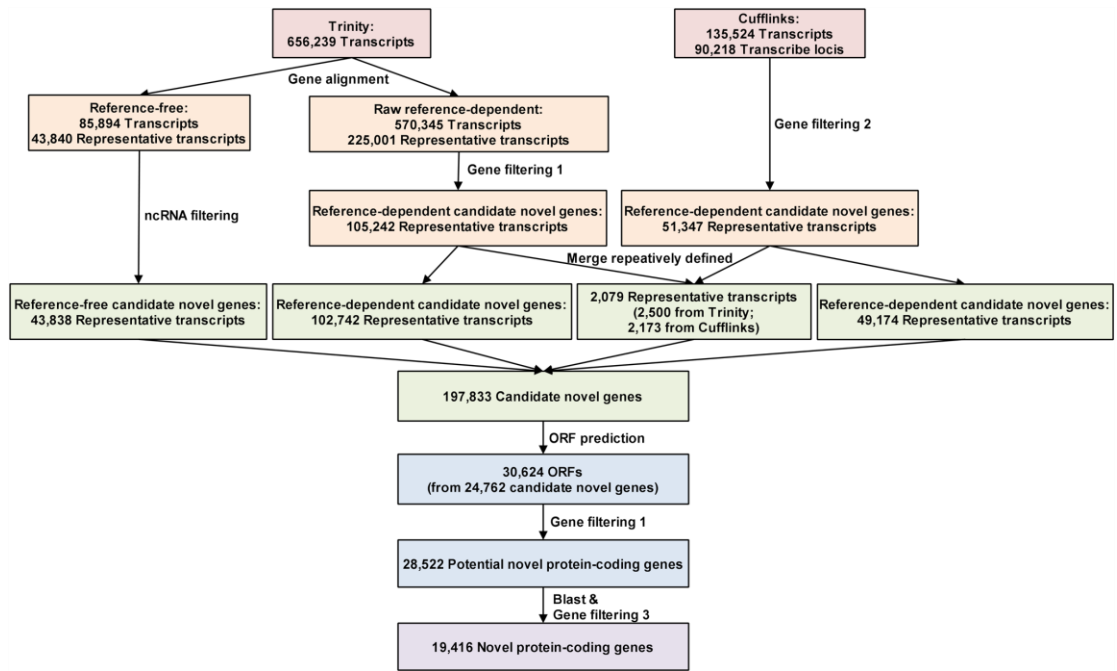 Trinity:
656,239 Transcripts
Cufflinks:
135,524 Transcripts
90,218 Transcribe locis
Gene alignment
Reference-free:
85,894 Transcripts
43,840 Representative transcripts
Raw reference-dependent:
570,345 Transcripts
225,001 Representative transcripts
Gene filtering 2
Gene filtering 1
ncRNA filtering
Reference-dependent candidate novel genes:
105,242 Representative transcripts
Reference-dependent candidate novel genes:
51,347 Representative transcripts
Merge repeatively defined
Reference-free candidate novel genes:
43,838 Representative transcripts
Reference-dependent candidate novel genes:
102,742 Representative transcripts
2,079 Representative transcripts
(2,500 from Trinity;
2,173 from Cufflinks)
Reference-dependent candidate novel genes:
49,174 Representative transcripts
197,833 Candidate novel genes
ORF prediction
30,624 ORFs
(from 24,762 candidate novel genes)
Gene filtering 1
28,522 Potential novel protein-coding genes
Blast &
Gene filtering 3
19,416 Novel protein-coding genes